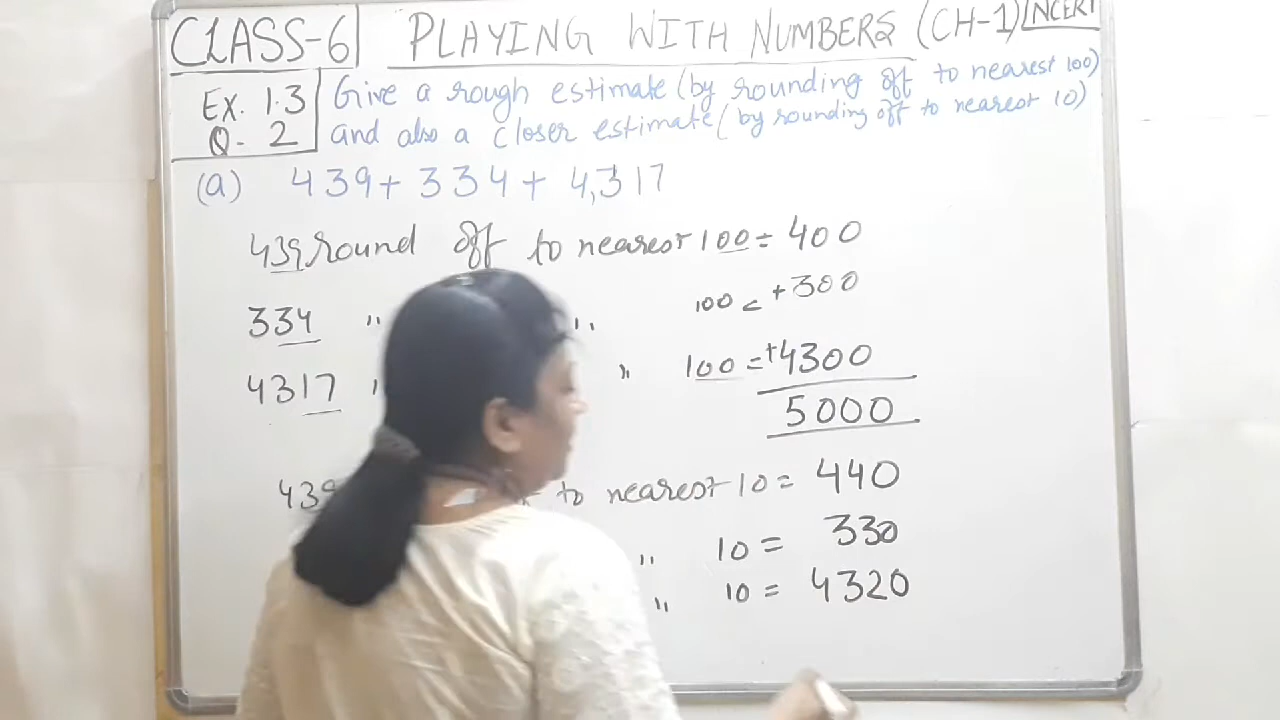 CLASS-6 PLAYING WITH NUMBERS (CH-1) NCERT
EX. 1.3 Give a rough estimate (by rounding off to nearest 100)
Q- 2 and also a closer estimate (by rounding off to nearest 10)
(a) 439+ 334 + 4,317
439 round off to nearest 100 = 400
334 " " 100 = +300
4317 " " 100 = +4300
5000
439 to nearest 10 = 440
" 10 = 330
" 10 = 4320